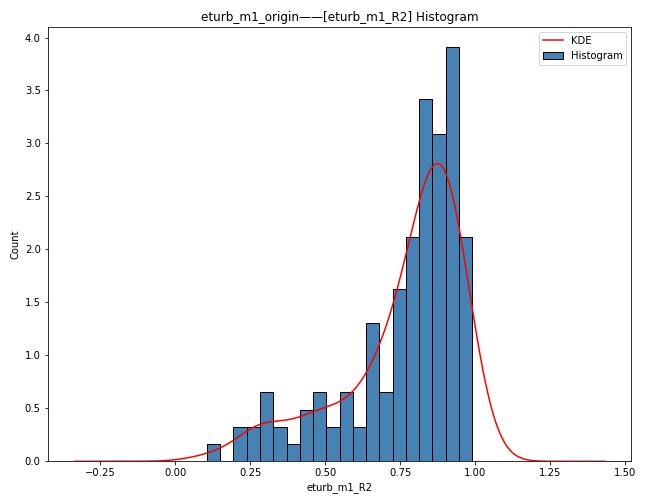 eturb_m1_origin——[eturb_m1_R2] Histogram
KDE
Histogram
Count
4.0
3.5
3.0
2.5
2.0
1.5
1.0
0.5
0.0
−0.25 0.00 0.25 0.50 0.75 1.00 1.25 1.50
eturb_m1_R2